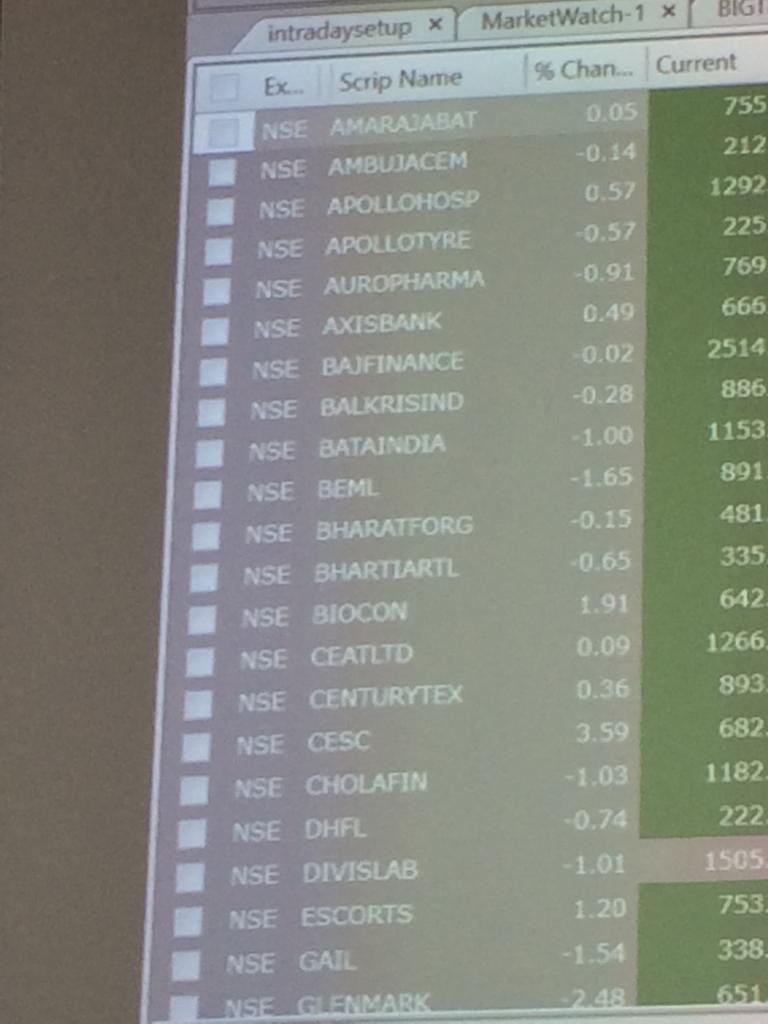 intradaysetup × MarketWatch-1 × BIGT
Ex... Scrip Name % Chan... Current
NSE AMARAJABAT 0.05 755
NSE AMBUJACEM -0.14 212
NSE APOLLOHOSP 0.57 1292.
NSE APOLLOTYRE -0.57 225
NSE AUROPHARMA -0.91 769
NSE AXISBANK 0.49 666
NSE BAJFINANCE -0.02 2514
NSE BALKRISIND -0.28 886.
NSE BATAINDIA -1.00 1153.
NSE BEML -1.65 891.
NSE BHARATFORG -0.15 481.
NSE BHARTIARTL -0.65 335.
NSE BIOCON 1.91 642.
NSE CEATLTD 0.09 1266.
NSE CENTURYTEX 0.36 893.
NSE CESC 3.59 682.
NSE CHOLAFIN -1.03 1182.
NSE DHFL -0.74 222.
NSE DIVISLAB -1.01 1505.
NSE ESCORTS 1.20 753.
NSE GAIL -1.54 338.
NSE GLENMARK -2.48 651.